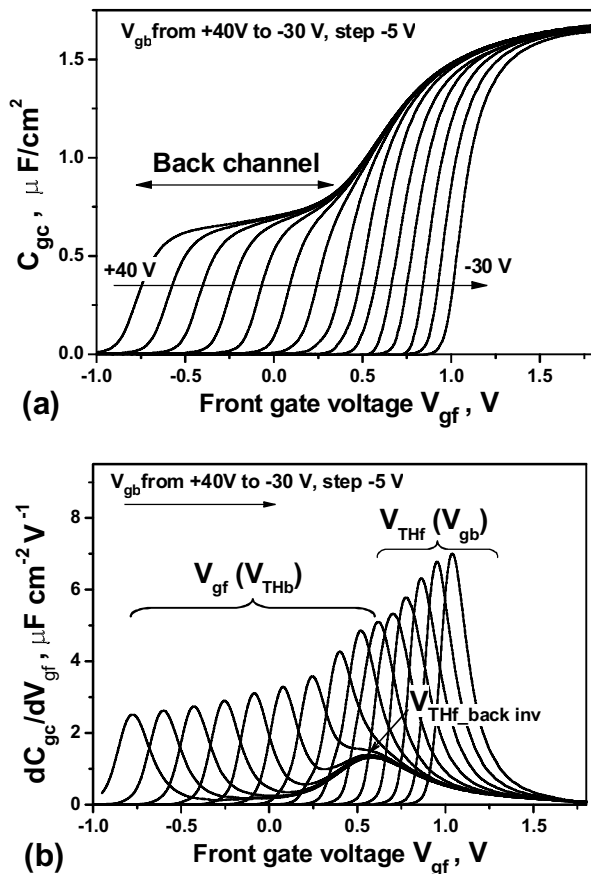 V_gb from +40V to -30 V, step -5 V
1.5
1.0
0.5
0.0
C_gc , μ F/cm²
Back channel
+40 V
-30 V
-1.0 -0.5 0.0 0.5 1.0 1.5
(a)
Front gate voltage V_gf , V
V_gb from +40V to -30 V, step -5 V
8
6
4
2
0
dC_gc/dV_gf , μF cm⁻² V⁻¹
V_THf (V_gb)
V_gf (V_THb)
V_THf_back inv
-1.0 -0.5 0.0 0.5 1.0 1.5
(b)
Front gate voltage V_gf , V